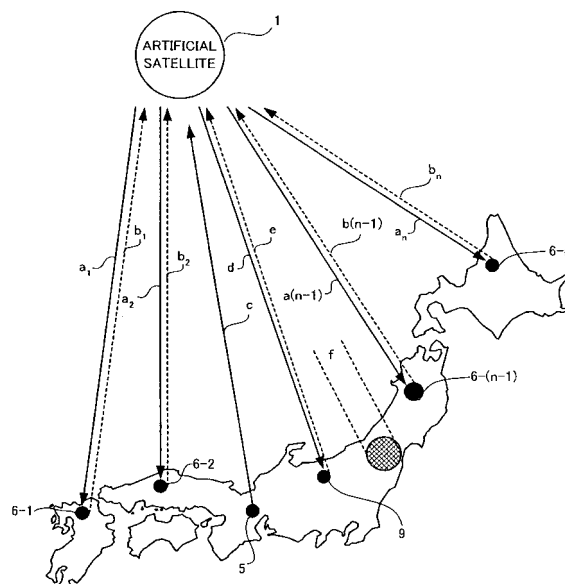 1
ARTIFICIAL
SATELLITE
bn
an
b1
a1
b2
a2
c
d
e
b(n-1)
a(n-1)
f
6-
6-(n-1)
6-2
6-1
5
9